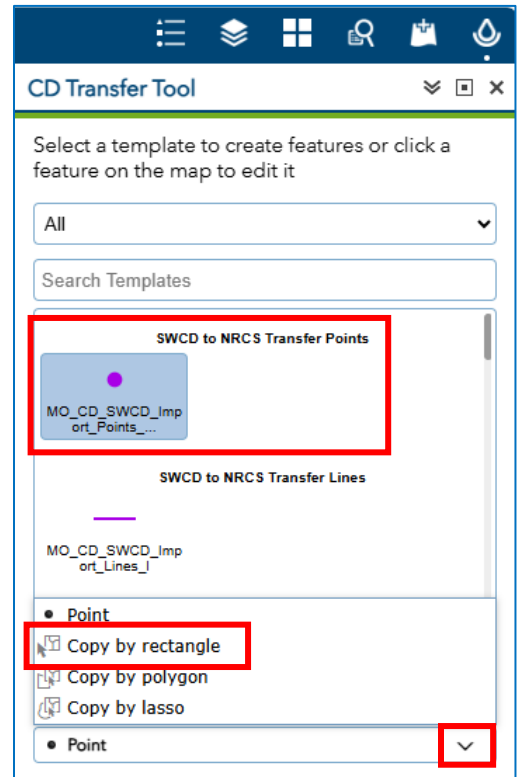 CD Transfer Tool
Select a template to create features or click a
feature on the map to edit it
All
Search Templates
SWCD to NRCS Transfer Points
MO_CD_SWCD_Imp
ort_Points_...
SWCD to NRCS Transfer Lines
MO_CD_SWCD_Imp
ort_Lines_I
Point
Copy by rectangle
Copy by polygon
Copy by lasso
Point